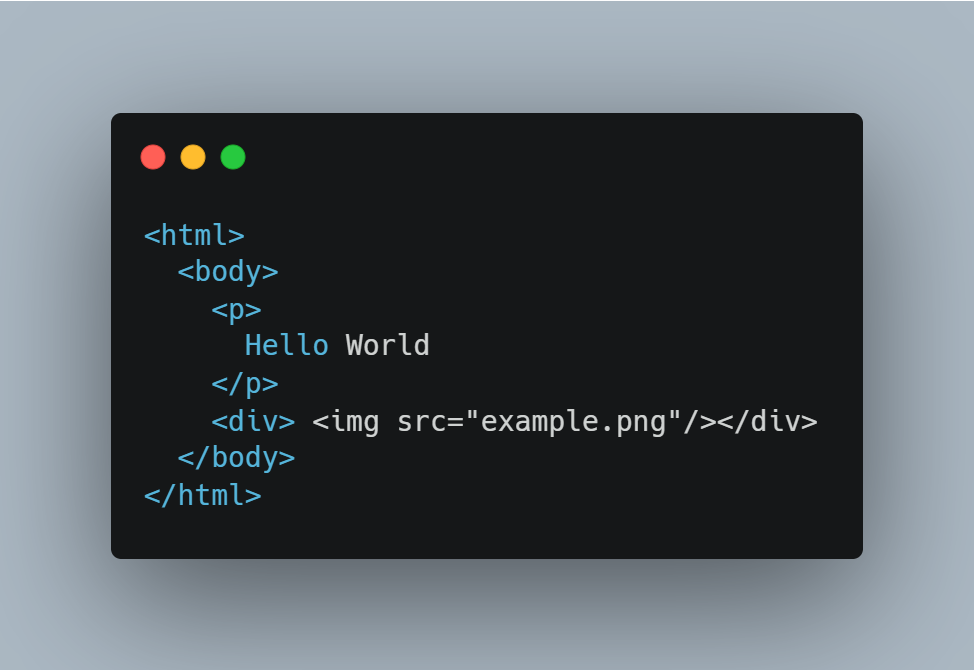 <html>
  <body>
    <p>
      Hello World
    </p>
    <div> <img src="example.png"/></div>
  </body>
</html>